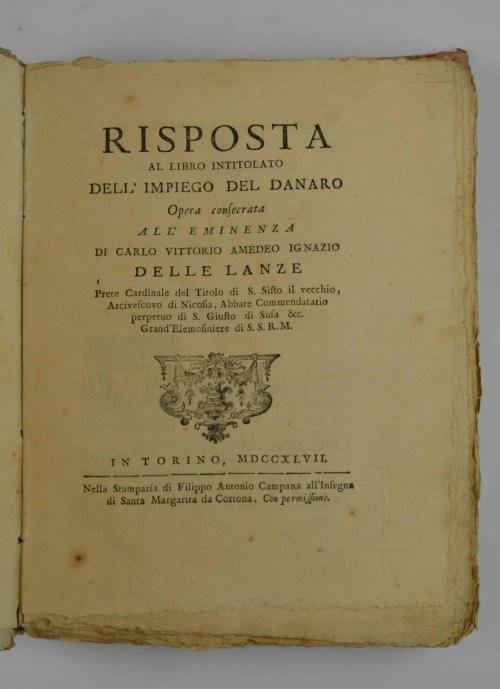 RISPOSTA
AL LIBRO INTITOLATO
DELL' IMPIEGO DEL DANARO
Opera conſecrata
ALL' EMINENZA
DI CARLO VITTORIO AMEDEO IGNAZIO
DELLE LANZE
Prete Cardinale del Titolo di S. Siſto il vecchio,
Arciveſcovo di Nicoſia, Abbate Commendatario
perpetuo di S. Giuſto di Suſa &c.
Grand'Elemoſiniere di S. S. R. M.
IN TORINO, MDCCXLVII.
Nella Stamparía di Filippo Antonio Campana all'Inſegna
di Santa Margarita da Cortona. Con permiſſione.